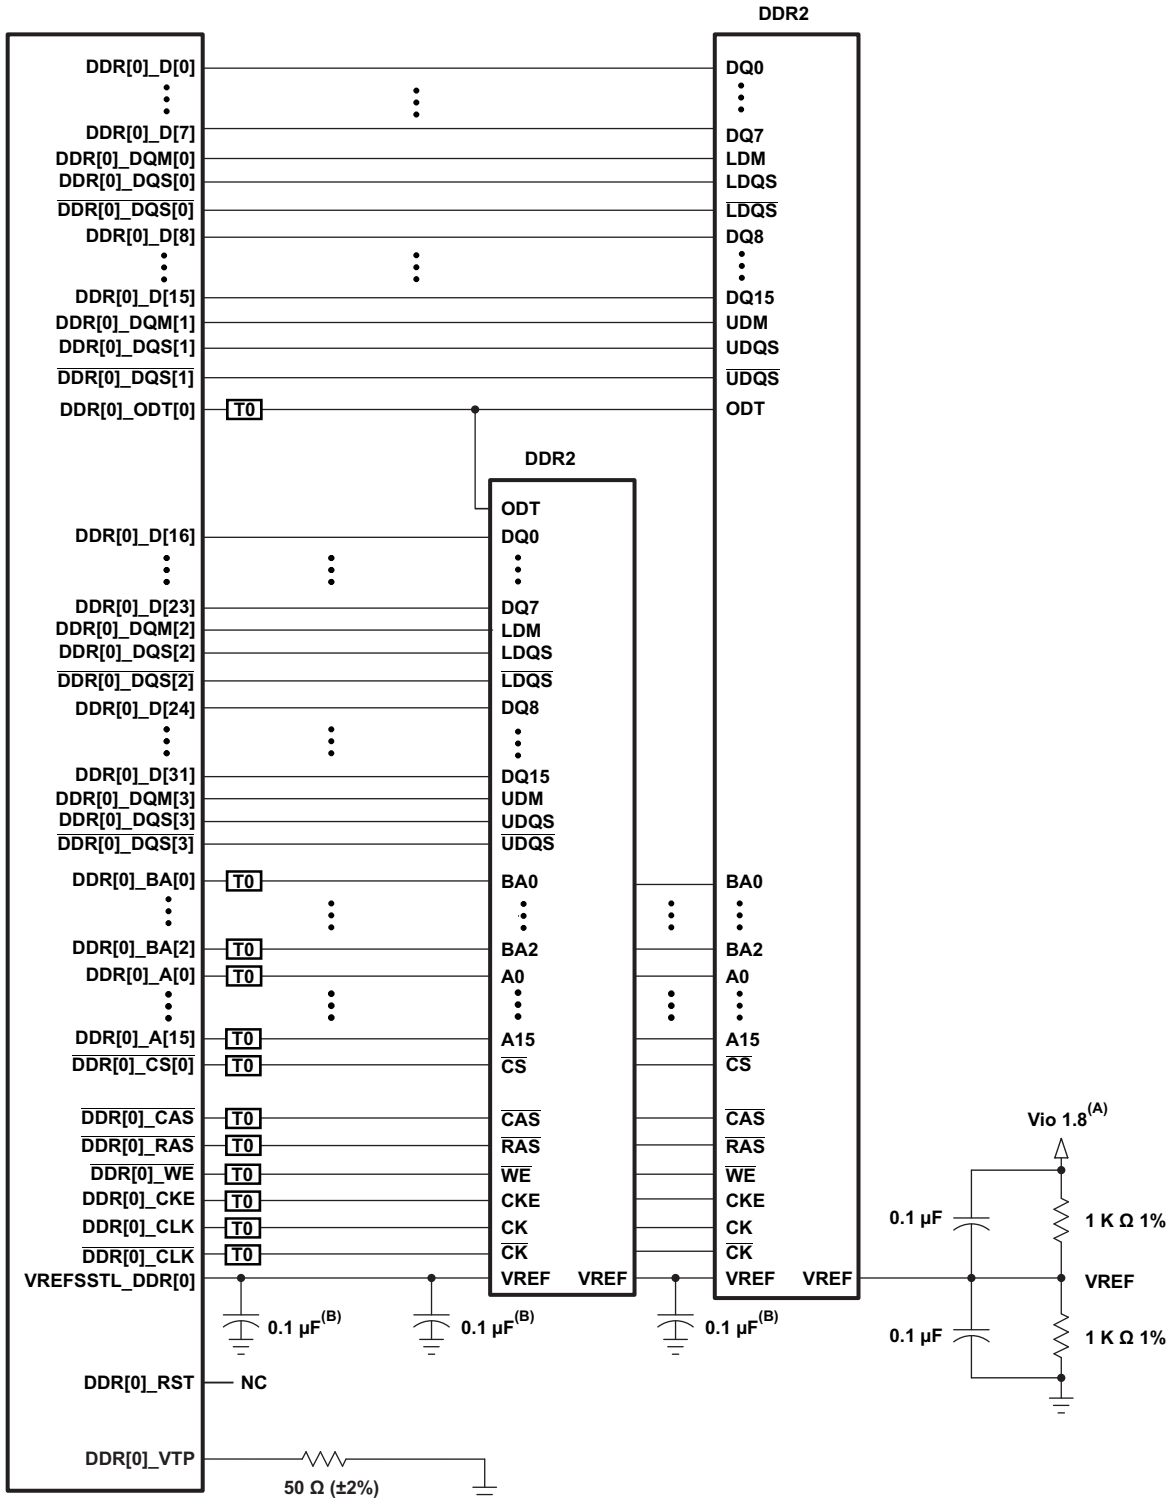 DDR2
DDR[0]_D[0] DQ0
DDR[0]_D[7] DQ7
DDR[0]_DQM[0] LDM
DDR[0]_DQS[0] LDQS
DDR[0]_DQS[0] LDQS
DDR[0]_D[8] DQ8
DDR[0]_D[15] DQ15
DDR[0]_DQM[1] UDM
DDR[0]_DQS[1] UDQS
DDR[0]_DQS[1] UDQS
DDR[0]_ODT[0] T0 ODT
DDR2
ODT
DDR[0]_D[16] DQ0
DDR[0]_D[23] DQ7
DDR[0]_DQM[2] LDM
DDR[0]_DQS[2] LDQS
DDR[0]_DQS[2] LDQS
DDR[0]_D[24] DQ8
DDR[0]_D[31] DQ15
DDR[0]_DQM[3] UDM
DDR[0]_DQS[3] UDQS
DDR[0]_DQS[3] UDQS
DDR[0]_BA[0] T0 BA0 BA0
DDR[0]_BA[2] T0 BA2 BA2
DDR[0]_A[0] T0 A0 A0
DDR[0]_A[15] T0 A15 A15
DDR[0]_CS[0] T0 CS CS
DDR[0]_CAS T0 CAS CAS
Vio 1.8(A)
DDR[0]_RAS T0 RAS RAS
DDR[0]_WE T0 WE WE
DDR[0]_CKE T0 CKE CKE
0.1 µF 1 K Ω 1%
DDR[0]_CLK T0 CK CK
DDR[0]_CLK T0 CK CK
VREFSSTL_DDR[0] VREF VREF VREF VREF VREF
0.1 µF(B) 0.1 µF(B) 0.1 µF(B) 0.1 µF 1 K Ω 1%
DDR[0]_RST NC
DDR[0]_VTP
50 Ω (±2%)